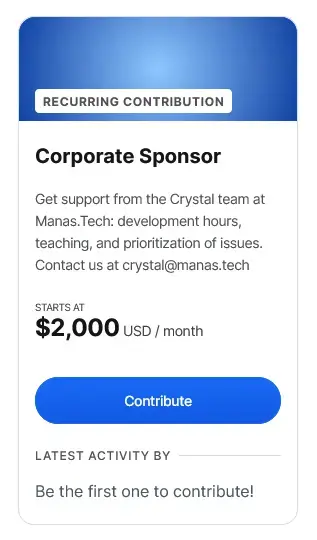 RECURRING CONTRIBUTION
Corporate Sponsor
Get support from the Crystal team at
Manas.Tech: development hours,
teaching, and prioritization of issues.
Contact us at crystal@manas.tech
STARTS AT
$2,000 USD / month
Contribute
LATEST ACTIVITY BY
Be the first one to contribute!